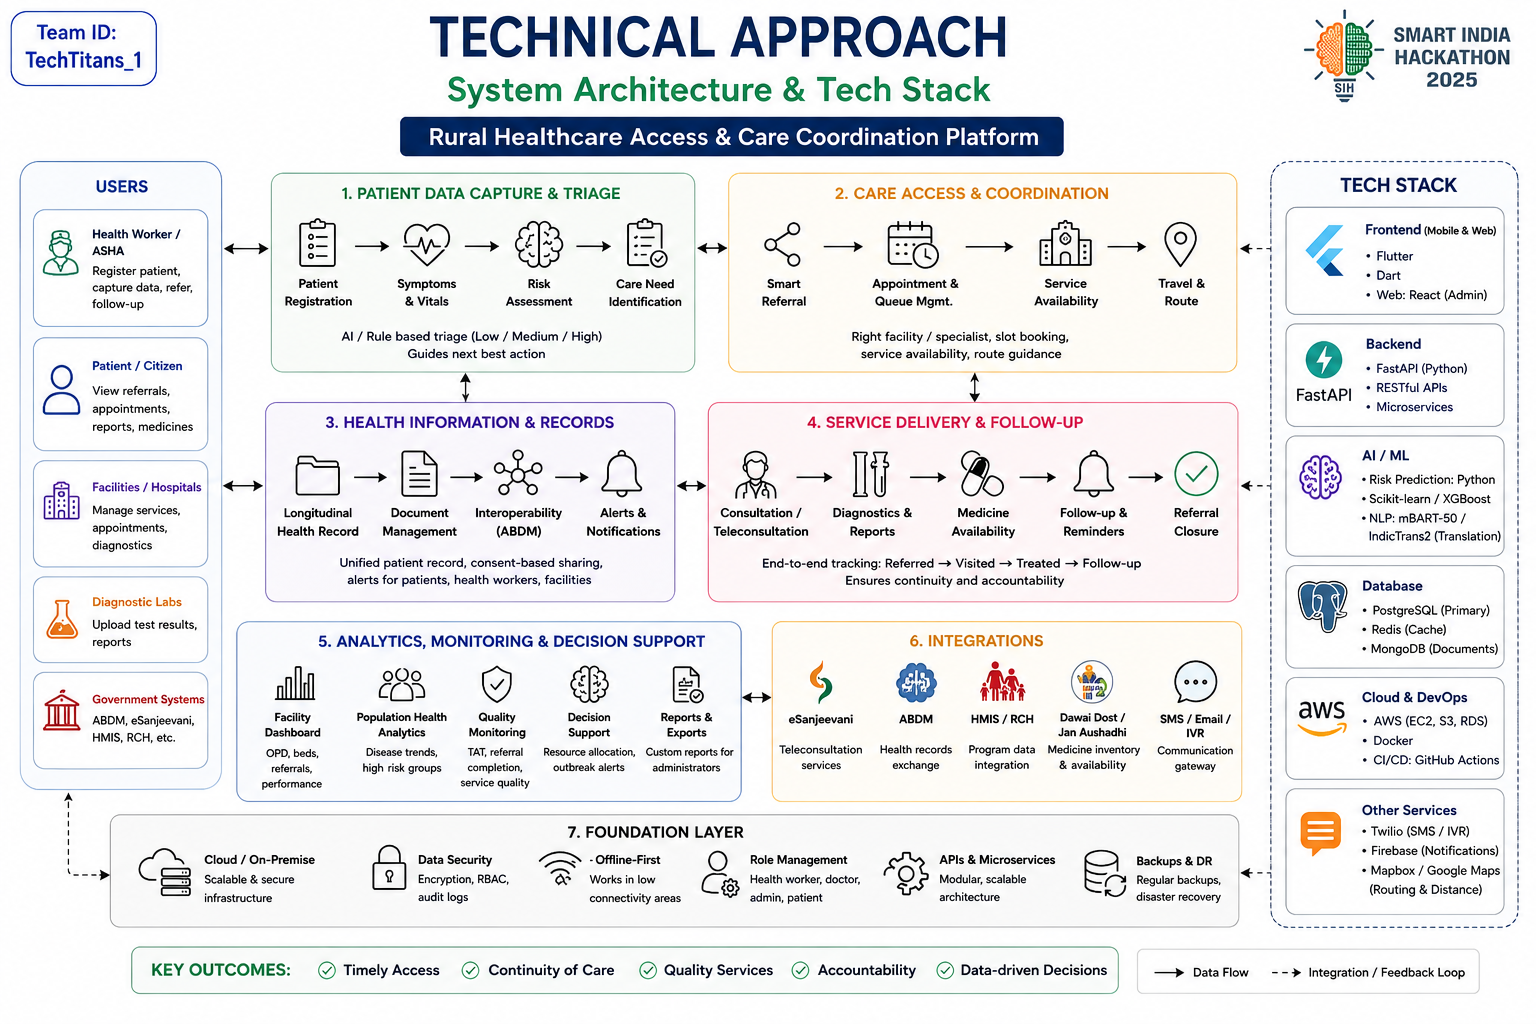 Team ID:
TechTitans_1
TECHNICAL APPROACH
System Architecture & Tech Stack
Rural Healthcare Access & Care Coordination Platform
SIH
SMART INDIA
HACKATHON
2025
USERS
Health Worker /
ASHA
Register patient,
capture data, refer,
follow-up
Patient / Citizen
View referrals,
appointments,
reports, medicines
Facilities / Hospitals
Manage services,
appointments,
diagnostics
Diagnostic Labs
Upload test results,
reports
Government Systems
ABDM, eSanjeevani,
HMIS, RCH, etc.
1. PATIENT DATA CAPTURE & TRIAGE
Patient
Registration
Symptoms
& Vitals
Risk
Assessment
Care Need
Identification
AI / Rule based triage (Low / Medium / High)
Guides next best action
2. CARE ACCESS & COORDINATION
Smart
Referral
Appointment &
Queue Mgmt.
Service
Availability
Travel &
Route
Right facility / specialist, slot booking,
service availability, route guidance
3. HEALTH INFORMATION & RECORDS
Longitudinal
Health Record
Document
Management
Interoperability
(ABDM)
Alerts &
Notifications
Unified patient record, consent-based sharing,
alerts for patients, health workers, facilities
4. SERVICE DELIVERY & FOLLOW-UP
Consultation /
Teleconsultation
Diagnostics &
Reports
Medicine
Availability
Follow-up &
Reminders
Referral
Closure
End-to-end tracking: Referred → Visited → Treated → Follow-up
Ensures continuity and accountability
5. ANALYTICS, MONITORING & DECISION SUPPORT
Facility
Dashboard
OPD, beds,
referrals,
performance
Population Health
Analytics
Disease trends,
high risk groups
Quality
Monitoring
TAT, referral
completion,
service quality
Decision
Support
Resource allocation,
outbreak alerts
Reports &
Exports
Custom reports for
administrators
6. INTEGRATIONS
eSanjeevani
Teleconsultation
services
ABDM
Health records
exchange
HMIS / RCH
Program data
integration
Dawai Dost /
Jan Aushadhi
Medicine inventory
& availability
SMS / Email /
IVR
Communication
gateway
7. FOUNDATION LAYER
Cloud / On-Premise
Scalable & secure
infrastructure
Data Security
Encryption, RBAC,
audit logs
- Offline-First
Works in low
connectivity areas
Role Management
Health worker, doctor,
admin, patient
APIs & Microservices
Modular, scalable
architecture
Backups & DR
Regular backups,
disaster recovery
TECH STACK
Frontend (Mobile & Web)
• Flutter
• Dart
• Web: React (Admin)
FastAPI
Backend
• FastAPI (Python)
• RESTful APIs
• Microservices
AI / ML
• Risk Prediction: Python
• Scikit-learn / XGBoost
• NLP: mBART-50 /
IndicTrans2 (Translation)
Database
• PostgreSQL (Primary)
• Redis (Cache)
• MongoDB (Documents)
aws
Cloud & DevOps
• AWS (EC2, S3, RDS)
• Docker
• CI/CD: GitHub Actions
Other Services
• Twilio (SMS / IVR)
• Firebase (Notifications)
• Mapbox / Google Maps
(Routing & Distance)
KEY OUTCOMES: Timely Access Continuity of Care Quality Services Accountability Data-driven Decisions
Data Flow Integration / Feedback Loop